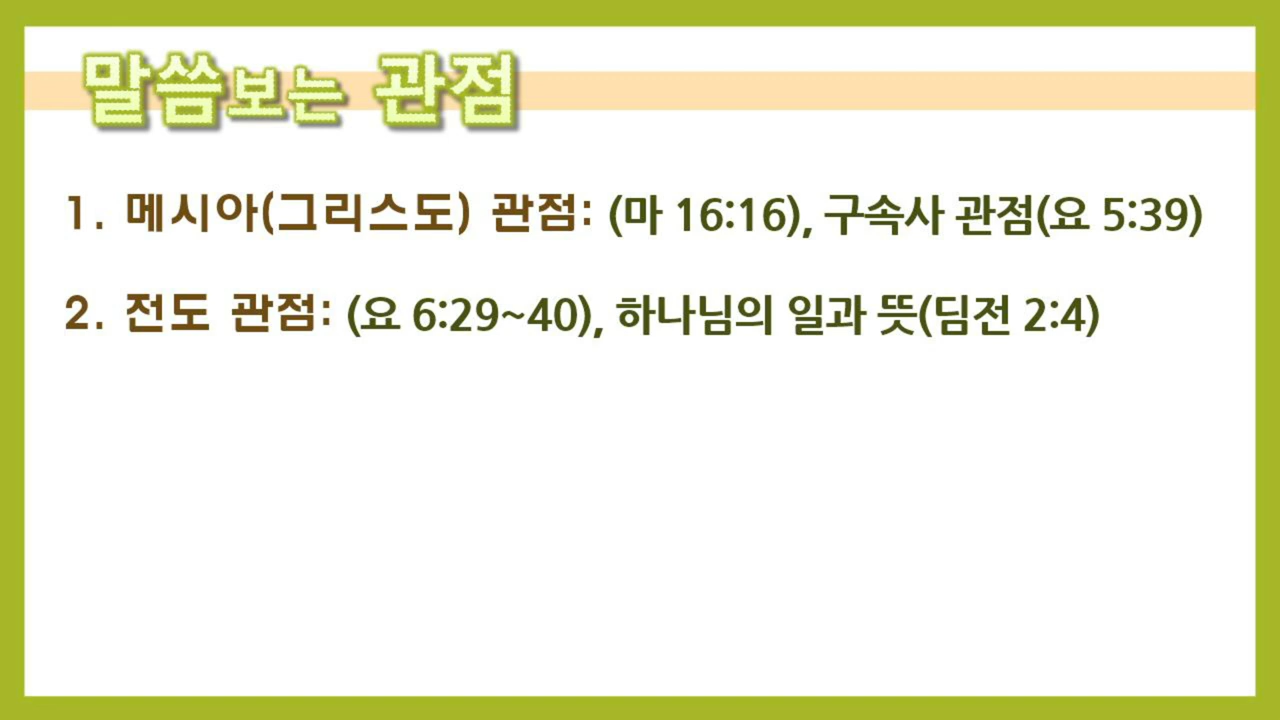 말씀보는 관점
1. 메시아(그리스도) 관점: (마 16:16), 구속사 관점(요 5:39)
2. 전도 관점: (요 6:29~40), 하나님의 일과 뜻(딤전 2:4)